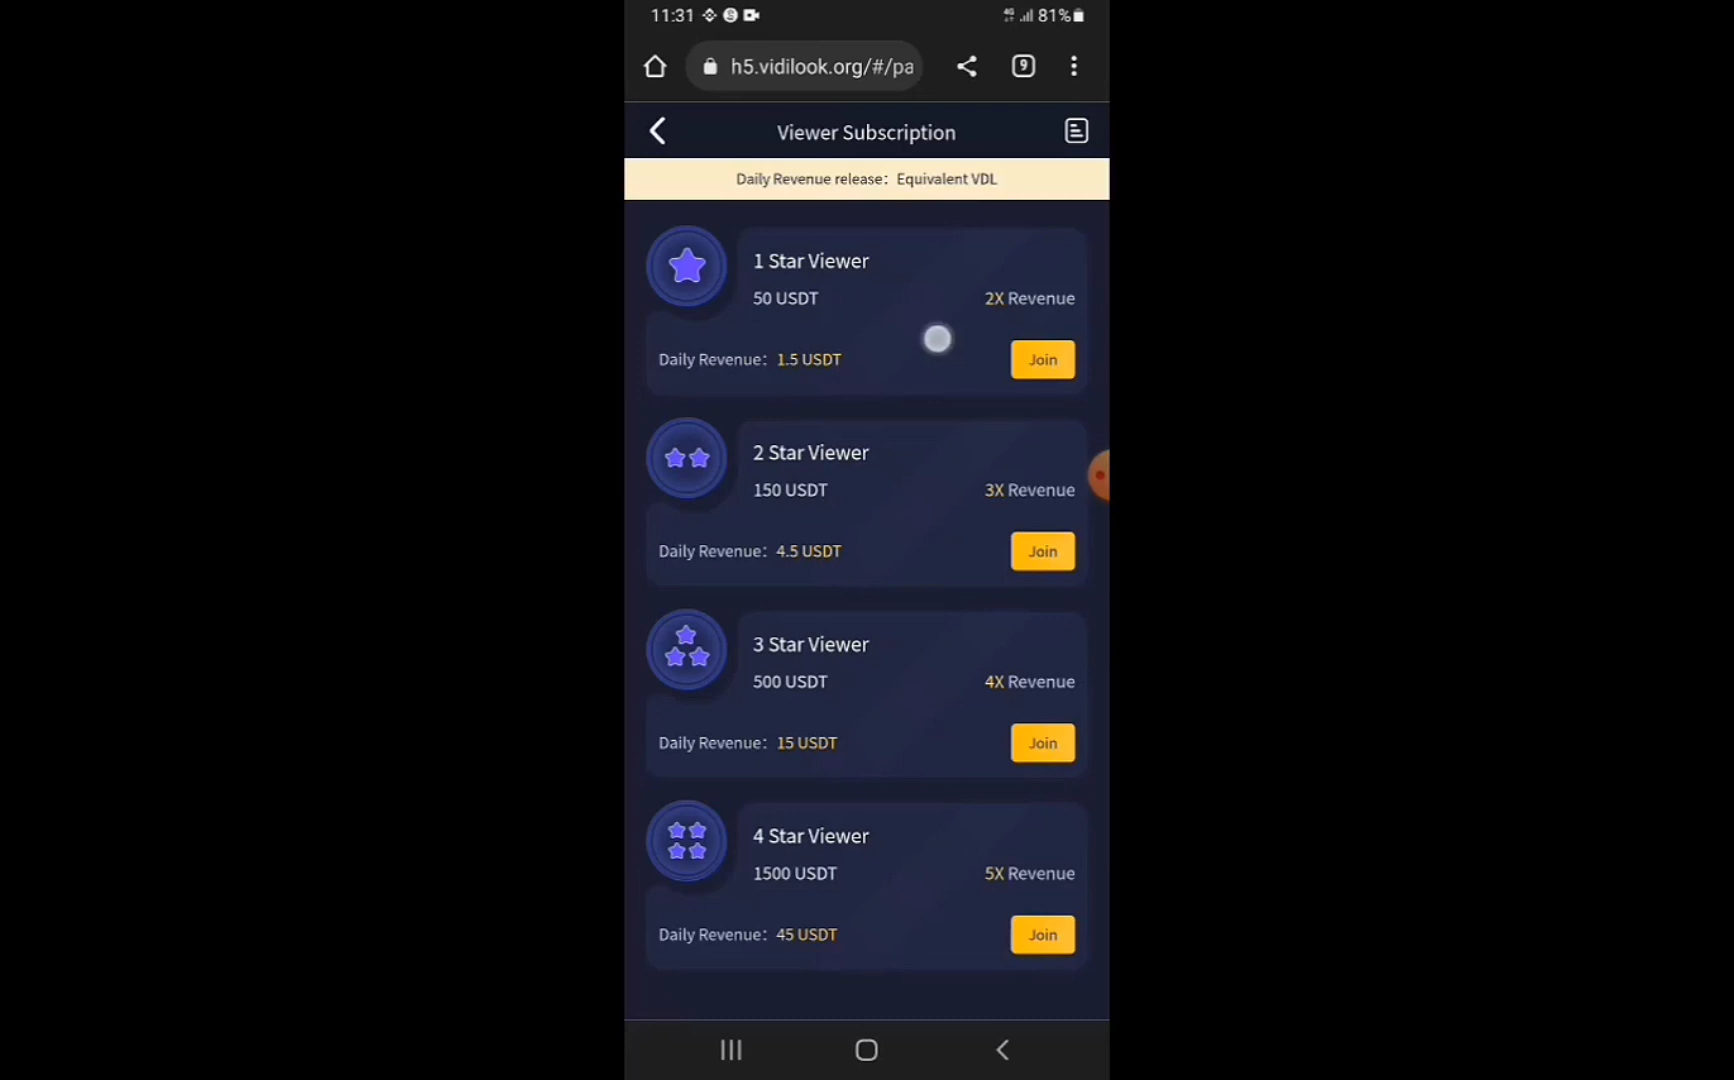 11:31
4G 81%
h5.vidilook.org/#/pa
9
Viewer Subscription
Daily Revenue release: Equivalent VDL
1 Star Viewer
50 USDT
2X Revenue
Daily Revenue: 1.5 USDT
Join
2 Star Viewer
150 USDT
3X Revenue
Daily Revenue: 4.5 USDT
Join
3 Star Viewer
500 USDT
4X Revenue
Daily Revenue: 15 USDT
Join
4 Star Viewer
1500 USDT
5X Revenue
Daily Revenue: 45 USDT
Join